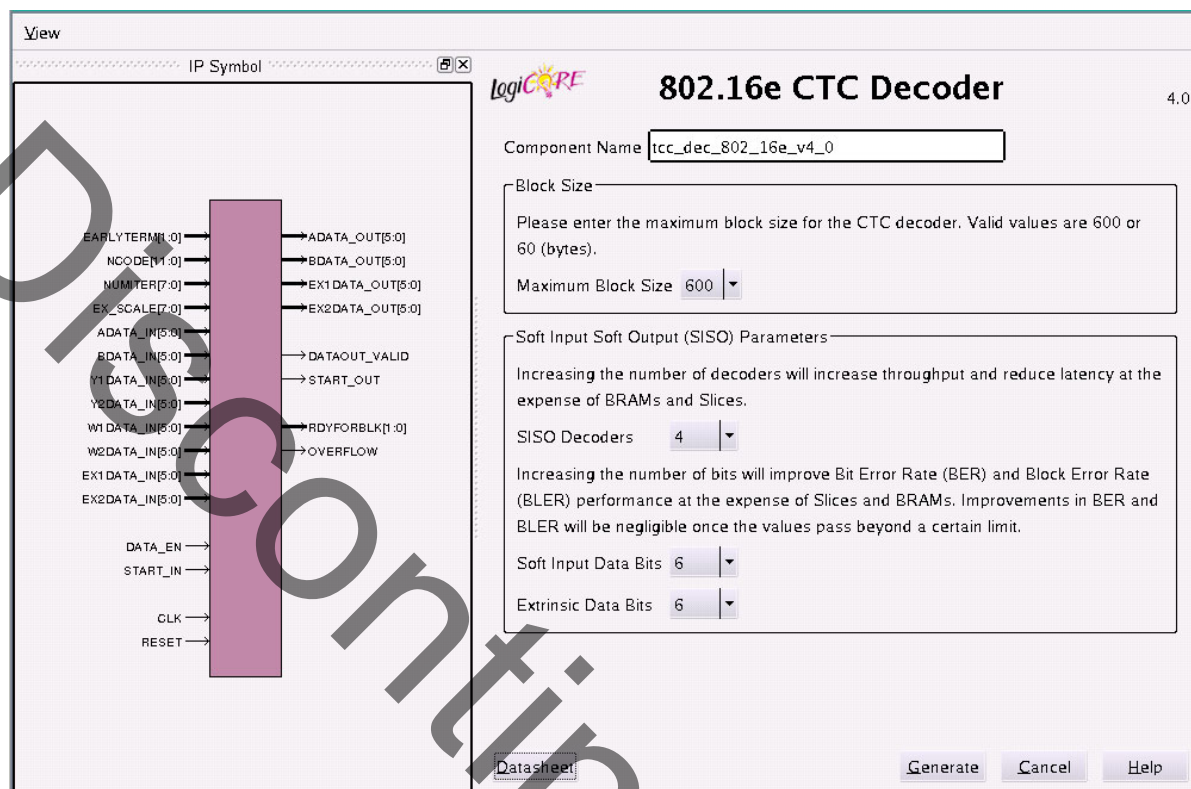 View
IP Symbol
EARLYTERM[1:0]
NCODE[11:0]
NUMITER[7:0]
EX_SCALE[7:0]
ADATA_IN[5:0]
BDATA_IN[5:0]
Y1DATA_IN[5:0]
Y2DATA_IN[5:0]
W1DATA_IN[5:0]
W2DATA_IN[5:0]
EX1DATA_IN[5:0]
EX2DATA_IN[5:0]
DATA_EN
START_IN
CLK
RESET
ADATA_OUT[5:0]
BDATA_OUT[5:0]
EX1DATA_OUT[5:0]
EX2DATA_OUT[5:0]
DATAOUT_VALID
START_OUT
RDYFORBLK[1:0]
OVERFLOW
LogiCORE
802.16e CTC Decoder
4.0
Component Name tcc_dec_802_16e_v4_0
Block Size
Please enter the maximum block size for the CTC decoder. Valid values are 600 or
60 (bytes).
Maximum Block Size 600
Soft Input Soft Output (SISO) Parameters
Increasing the number of decoders will increase throughput and reduce latency at the
expense of BRAMs and Slices.
SISO Decoders 4
Increasing the number of bits will improve Bit Error Rate (BER) and Block Error Rate
(BLER) performance at the expense of Slices and BRAMs. Improvements in BER and
BLER will be negligible once the values pass beyond a certain limit.
Soft Input Data Bits 6
Extrinsic Data Bits 6
Datasheet
Generate Cancel Help
Discontin